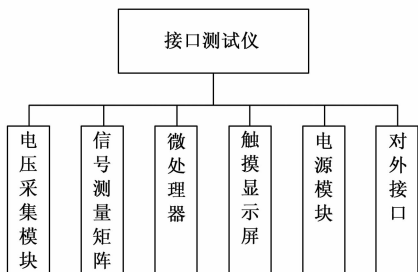 接口测试仪
电压采集模块
信号测量矩阵
微处理器
触摸显示屏
电源模块
对外接口